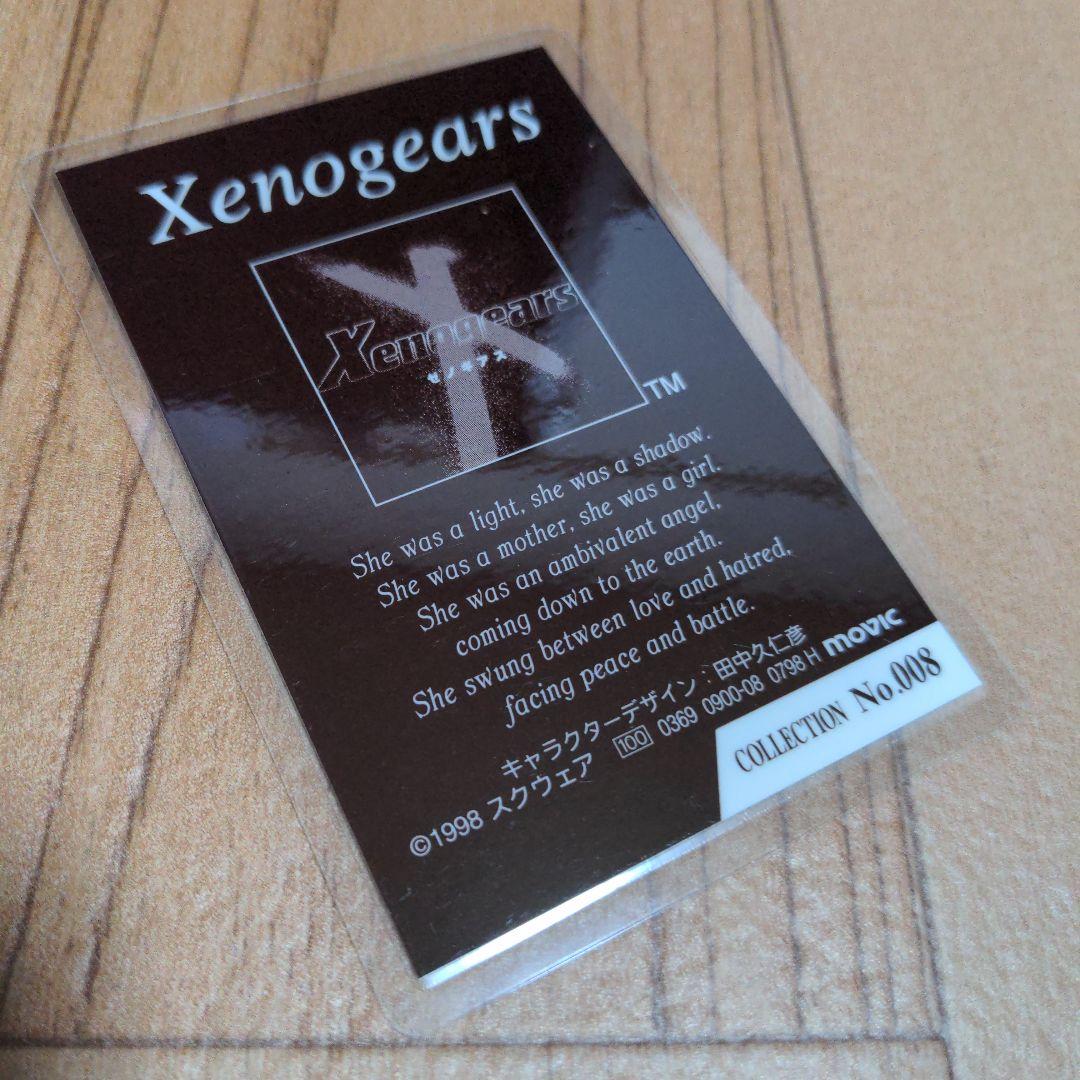 Xenogears
Xenogears
ゼノギアス
TM
She was a light, she was a shadow.
She was a mother, she was a girl.
She was an ambivalent angel,
coming down to the earth.
She swung between love and hatred,
facing peace and battle.
キャラクターデザイン：田中久仁彦
©1998 スクウェア 100 0369 0900-08 0798 H movic
COLLECTION No.008